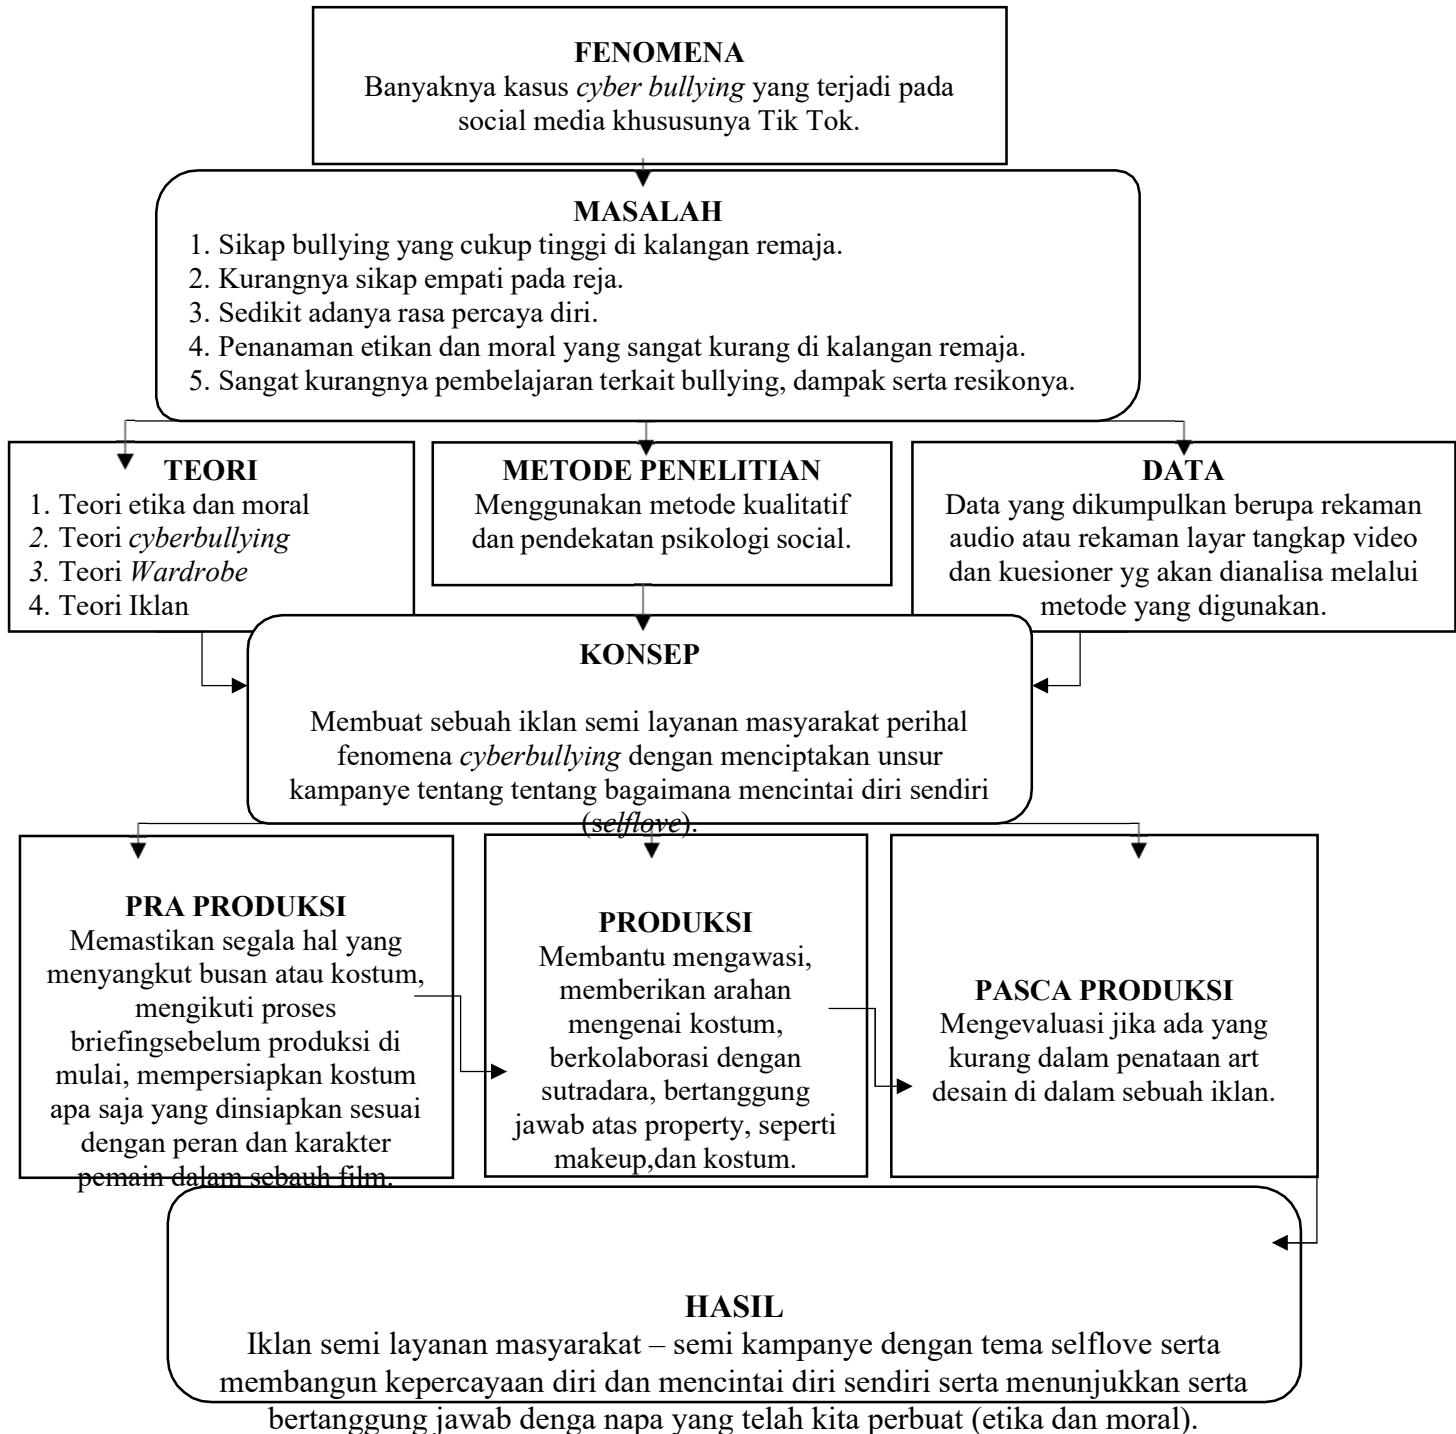 FENOMENA
Banyaknya kasus cyber bullying yang terjadi pada
social media khususunya Tik Tok.
MASALAH
1. Sikap bullying yang cukup tinggi di kalangan remaja.
2. Kurangnya sikap empati pada reja.
3. Sedikit adanya rasa percaya diri.
4. Penanaman etikan dan moral yang sangat kurang di kalangan remaja.
5. Sangat kurangnya pembelajaran terkait bullying, dampak serta resikonya.
TEORI
1. Teori etika dan moral
2. Teori cyberbullying
3. Teori Wardrobe
4. Teori Iklan
METODE PENELITIAN
Menggunakan metode kualitatif
dan pendekatan psikologi social.
DATA
Data yang dikumpulkan berupa rekaman
audio atau rekaman layar tangkap video
dan kuesioner yg akan dianalisa melalui
metode yang digunakan.
KONSEP
Membuat sebuah iklan semi layanan masyarakat perihal
fenomena cyberbullying dengan menciptakan unsur
kampanye tentang tentang bagaimana mencintai diri sendiri
(selflove).
PRA PRODUKSI
Memastikan segala hal yang
menyangkut busan atau kostum,
mengikuti proses
briefingsebelum produksi di
mulai, mempersiapkan kostum
apa saja yang dinsiapkan sesuai
dengan peran dan karakter
pemain dalam sebauh film.
PRODUKSI
Membantu mengawasi,
memberikan arahan
mengenai kostum,
berkolaborasi dengan
sutradara, bertanggung
jawab atas property, seperti
makeup,dan kostum.
PASCA PRODUKSI
Mengevaluasi jika ada yang
kurang dalam penataan art
desain di dalam sebuah iklan.
HASIL
Iklan semi layanan masyarakat – semi kampanye dengan tema selflove serta
membangun kepercayaan diri dan mencintai diri sendiri serta menunjukkan serta
bertanggung jawab denga napa yang telah kita perbuat (etika dan moral).